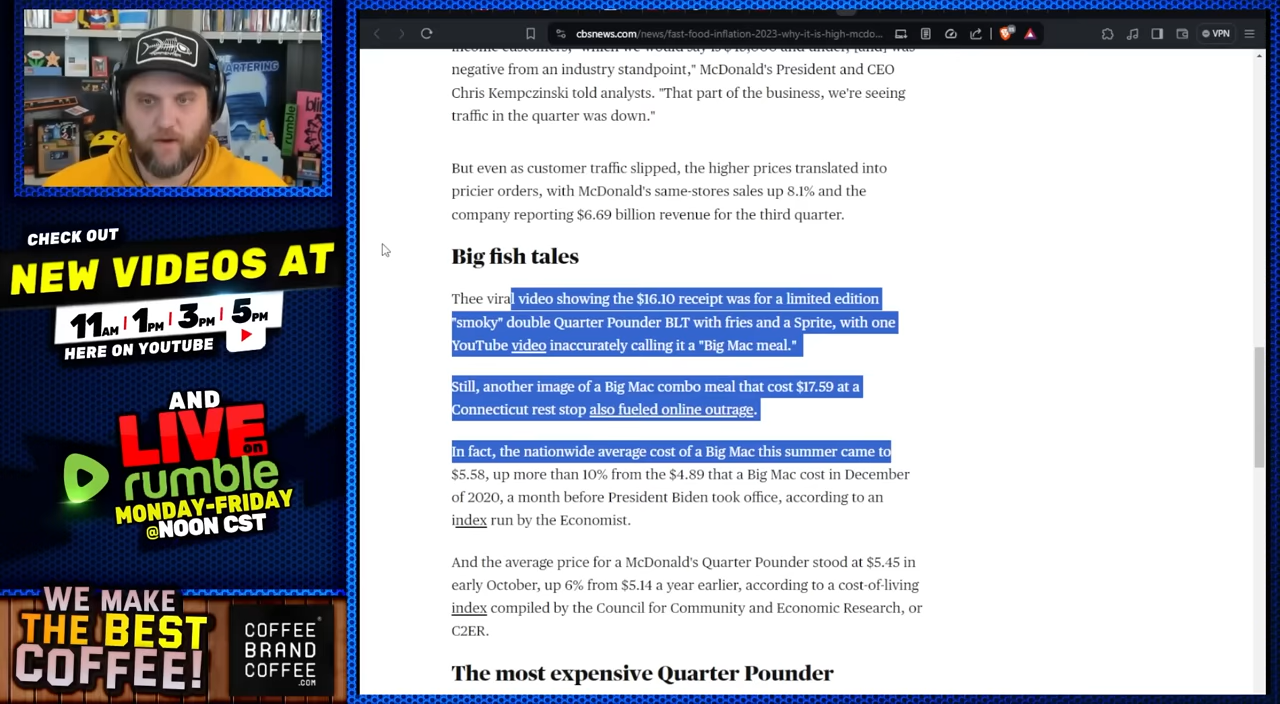 CHECK OUT
NEW VIDEOS AT
11AM | 1PM | 3PM | 5PM
HERE ON YOUTUBE
AND
LIVE on
rumble
MONDAY-FRIDAY
@NOON CST
WE MAKE
THE BEST
COFFEE!
COFFEE
BRAND
COFFEE
.COM
cbsnews.com/news/fast-food-inflation-2023-why-it-is-high-mcdo...
VPN
negative from an industry standpoint," McDonald's President and CEO
Chris Kempczinski told analysts. "That part of the business, we're seeing
traffic in the quarter was down."
But even as customer traffic slipped, the higher prices translated into
pricier orders, with McDonald's same-stores sales up 8.1% and the
company reporting $6.69 billion revenue for the third quarter.
Big fish tales
Thee viral video showing the $16.10 receipt was for a limited edition
"smoky" double Quarter Pounder BLT with fries and a Sprite, with one
YouTube video inaccurately calling it a "Big Mac meal."
Still, another image of a Big Mac combo meal that cost $17.59 at a
Connecticut rest stop also fueled online outrage.
In fact, the nationwide average cost of a Big Mac this summer came to
$5.58, up more than 10% from the $4.89 that a Big Mac cost in December
of 2020, a month before President Biden took office, according to an
index run by the Economist.
And the average price for a McDonald's Quarter Pounder stood at $5.45 in
early October, up 6% from $5.14 a year earlier, according to a cost-of-living
index compiled by the Council for Community and Economic Research, or
C2ER.
The most expensive Quarter Pounder